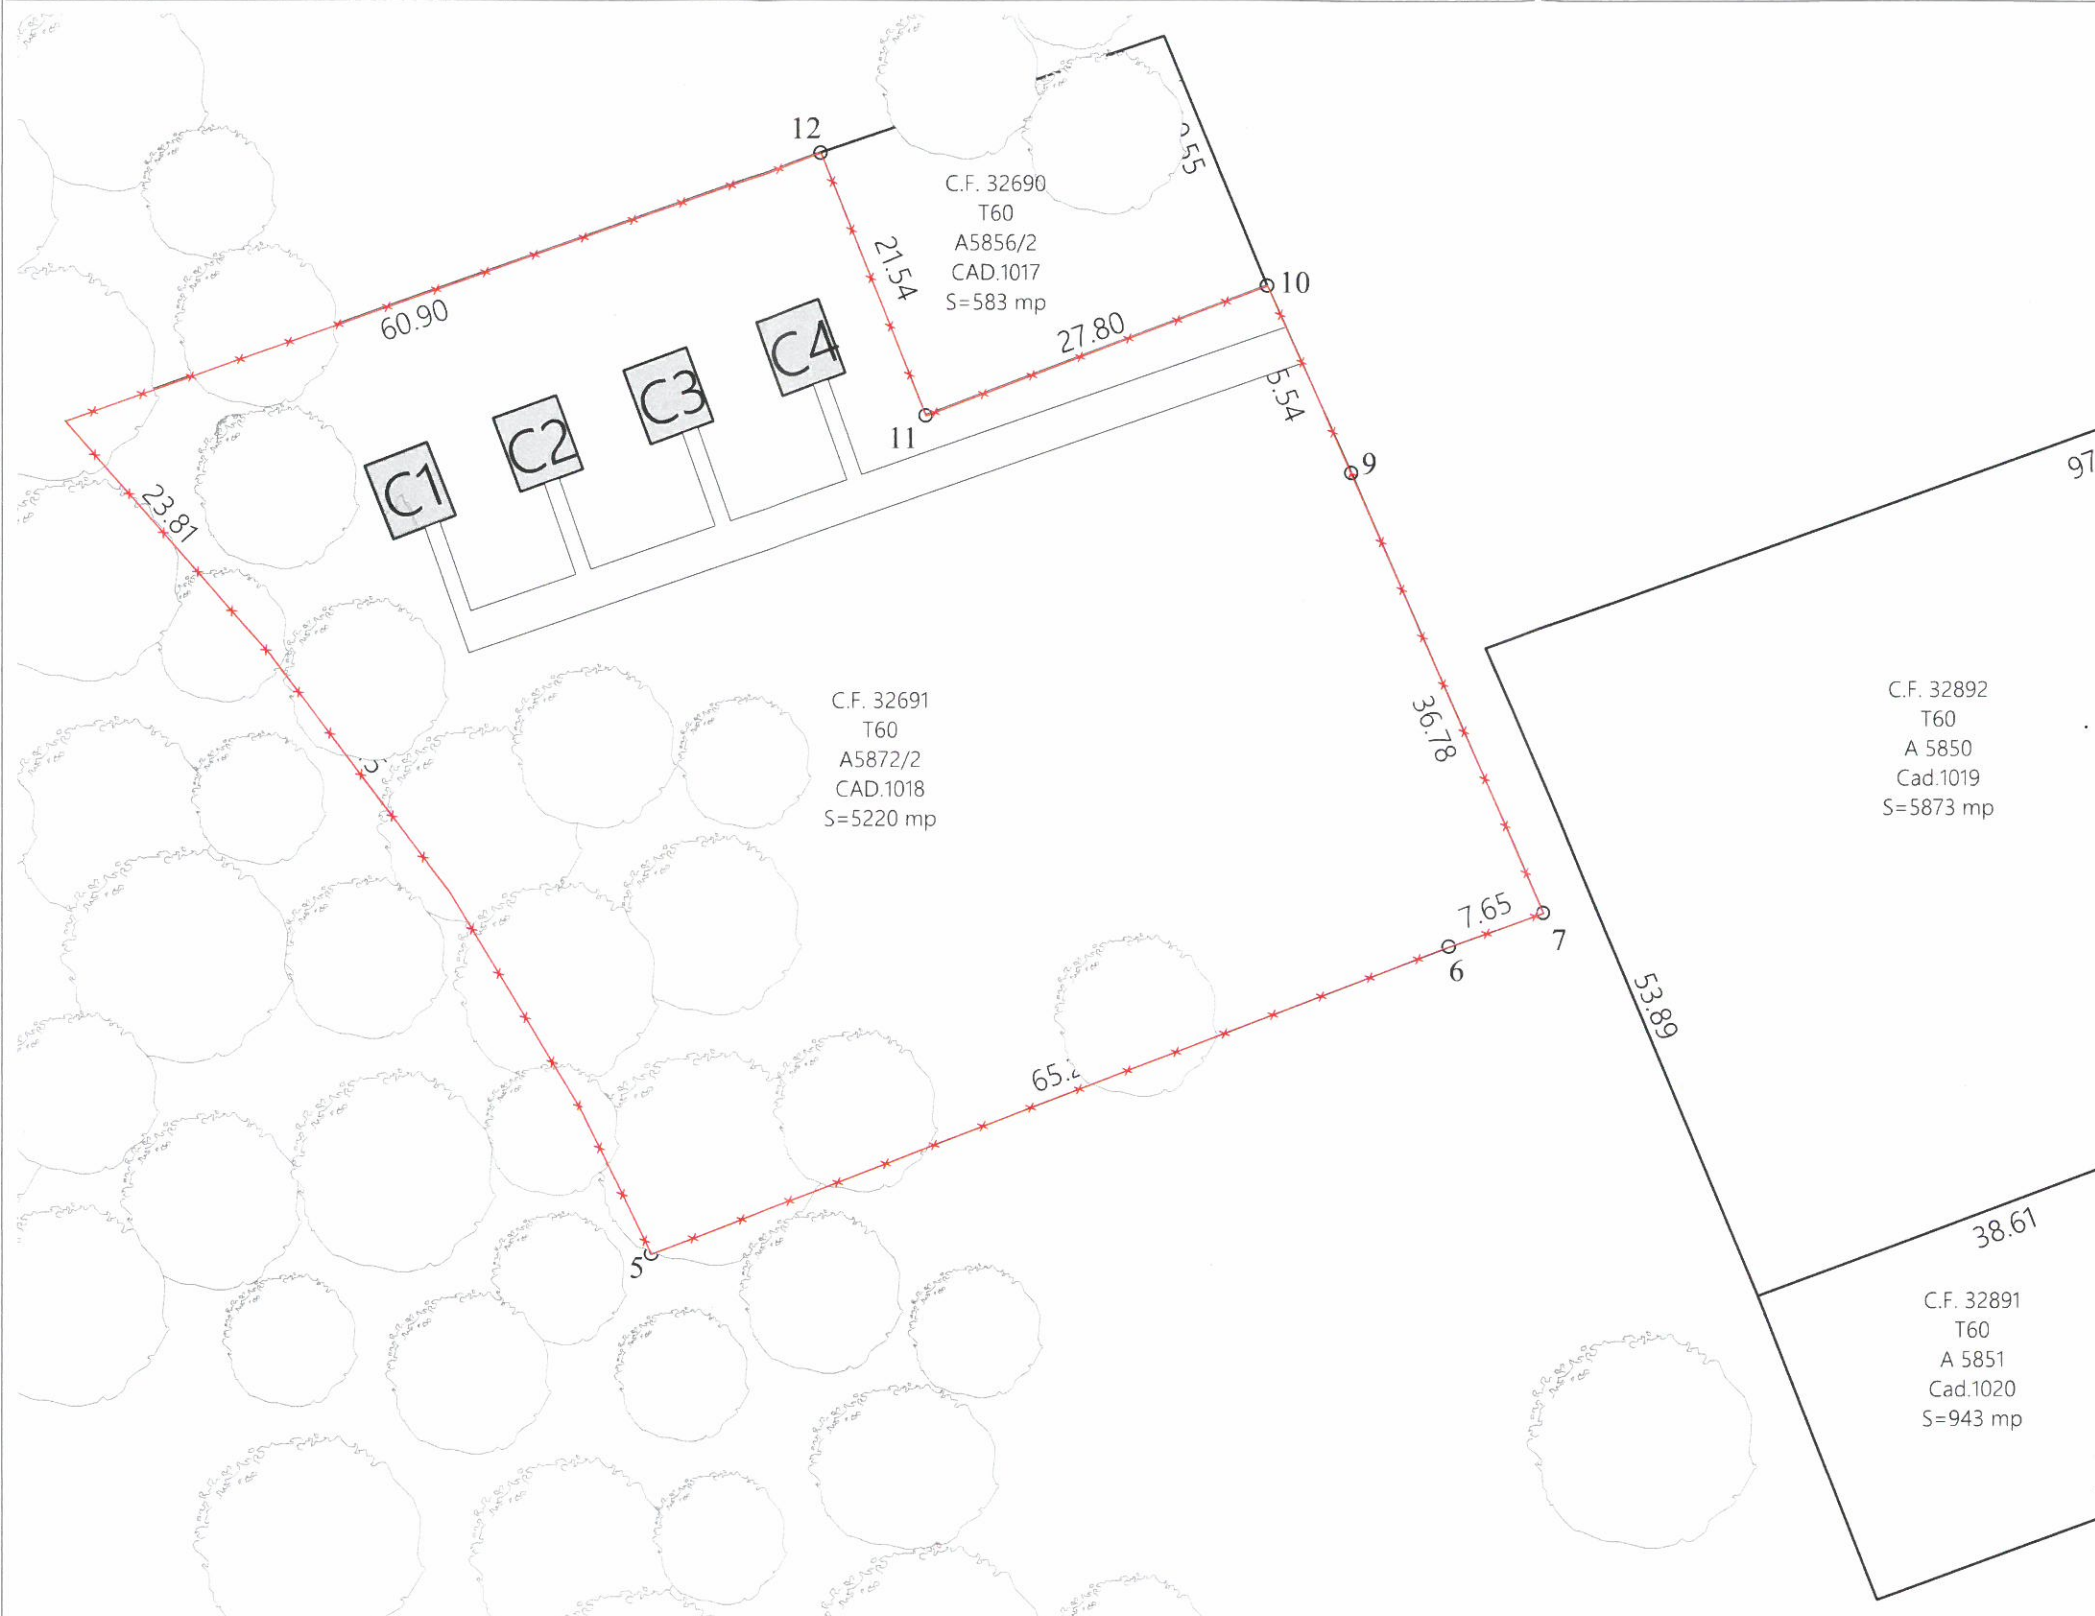 12
C.F. 32690
T60
A5856/2
CAD.1017
S=583 mp
21.54
10
60.90
27.80
C4
C3
C2
C1
11
5.54
9
97
23.81
C.F. 32691
T60
A5872/2
CAD.1018
S=5220 mp
36.78
C.F. 32892
T60
A 5850
Cad.1019
S=5873 mp
7.65
7
6
53.89
65.2
5
38.61
C.F. 32891
T60
A 5851
Cad.1020
S=943 mp